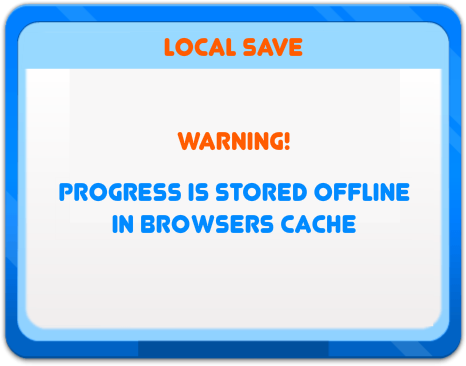 LOCAL SAVE
WARNING!
PROGRESS IS STORED OFFLINE
IN BROWSERS CACHE